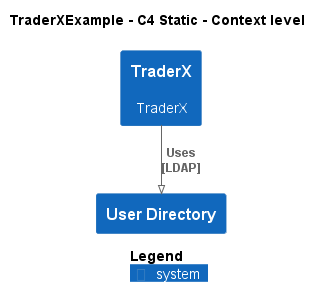 TraderXExample - C4 Static - Context level
TraderX
TraderX
Uses
[LDAP]
User Directory
Legend
system